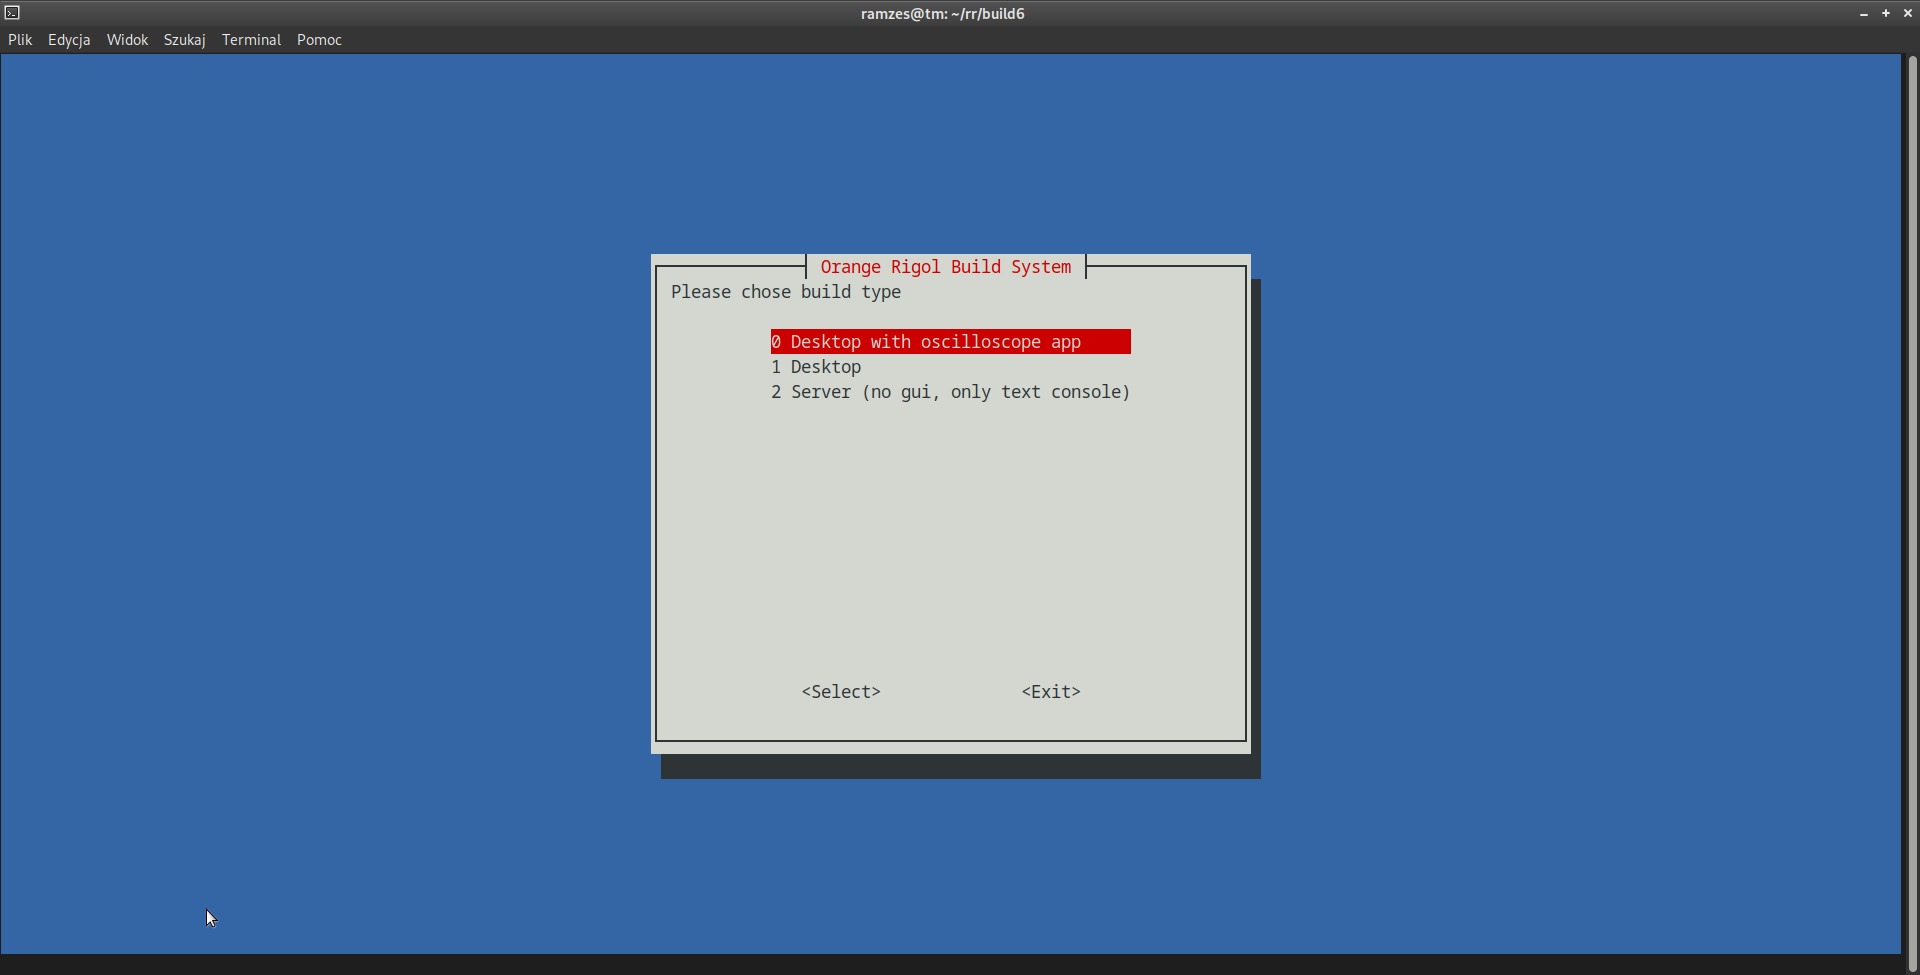 ramzes@tm: ~/rr/build6
Plik Edycja Widok Szukaj Terminal Pomoc
Orange Rigol Build System
Please chose build type
0 Desktop with oscilloscope app
1 Desktop
2 Server (no gui, only text console)
<Select> <Exit>